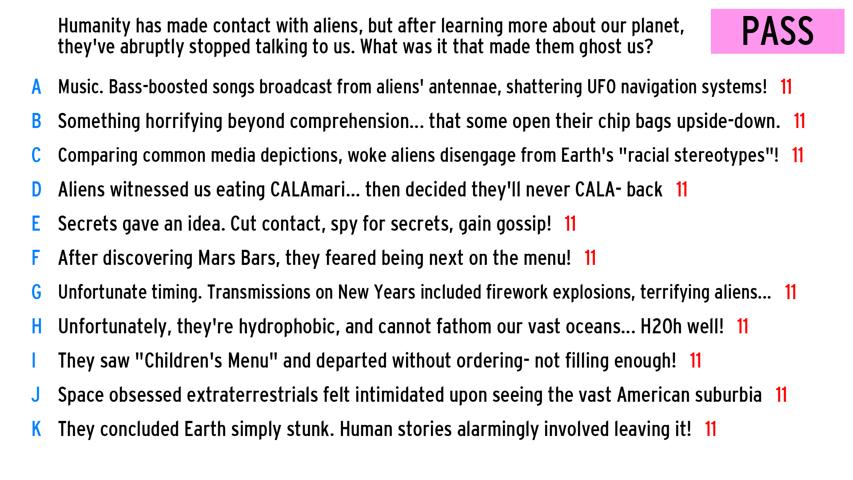 Humanity has made contact with aliens, but after learning more about our planet,
they've abruptly stopped talking to us. What was it that made them ghost us?
PASS
A Music. Bass-boosted songs broadcast from aliens' antennae, shattering UFO navigation systems! 11
B Something horrifying beyond comprehension... that some open their chip bags upside-down. 11
C Comparing common media depictions, woke aliens disengage from Earth's "racial stereotypes"! 11
D Aliens witnessed us eating CALAmari... then decided they'll never CALA- back 11
E Secrets gave an idea. Cut contact, spy for secrets, gain gossip! 11
F After discovering Mars Bars, they feared being next on the menu! 11
G Unfortunate timing. Transmissions on New Years included firework explosions, terrifying aliens... 11
H Unfortunately, they're hydrophobic, and cannot fathom our vast oceans... H2Oh well! 11
I They saw "Children's Menu" and departed without ordering- not filling enough! 11
J Space obsessed extraterrestrials felt intimidated upon seeing the vast American suburbia 11
K They concluded Earth simply stunk. Human stories alarmingly involved leaving it! 11